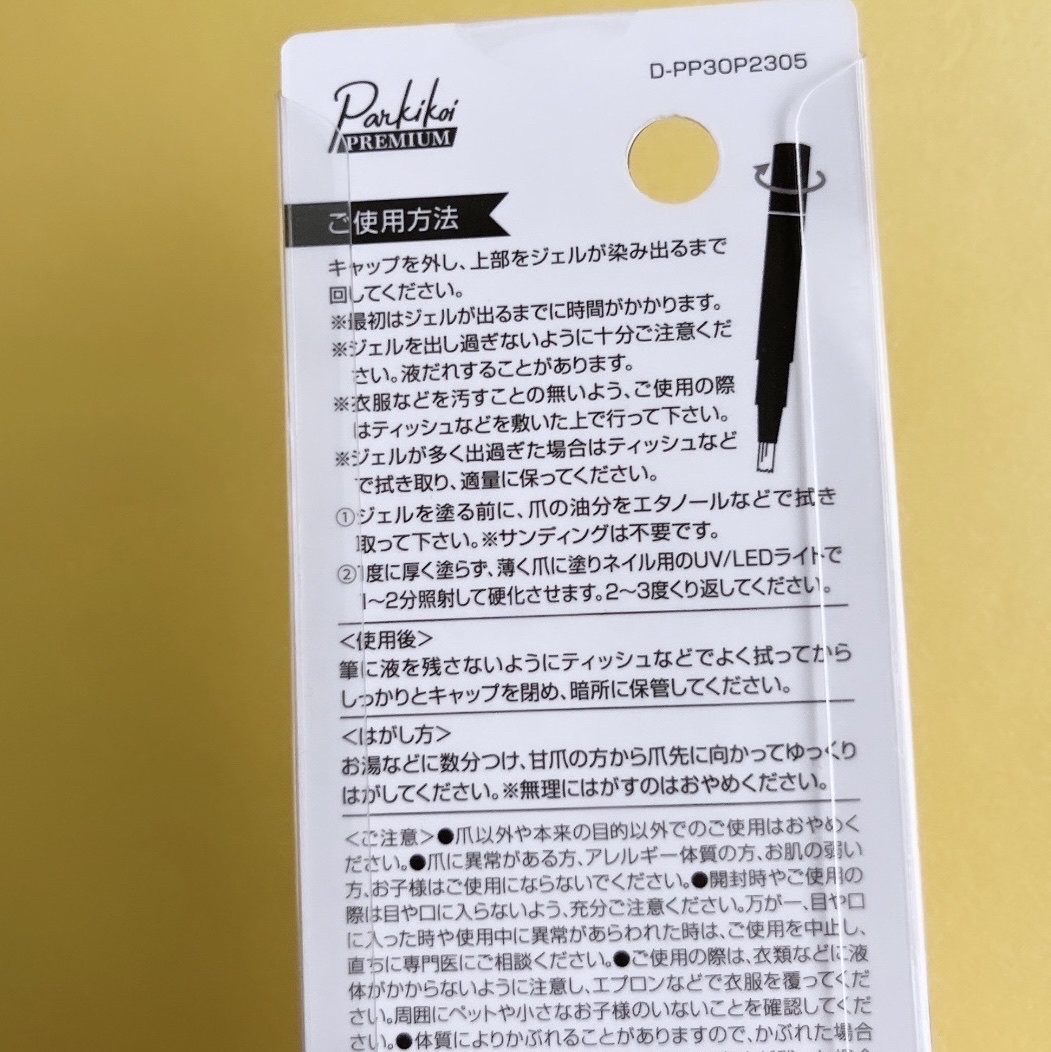 D-PP30P2305
Parkikoi
PREMIUM
ご使用方法
キャップを外し、上部をジェルが染み出るまで
回してください。
※最初はジェルが出るまでに時間がかかります。
※ジェルを出し過ぎないように十分ご注意くだ
さい。液だれすることがあります。
※衣服などを汚すことの無いよう、ご使用の際
はティッシュなどを敷いた上で行って下さい。
※ジェルが多く出過ぎた場合はティッシュなど
で拭き取り、適量に保ってください。
①ジェルを塗る前に、爪の油分をエタノールなどで拭き
取って下さい。※サンディングは不要です。
②1度に厚く塗らず、薄く爪に塗りネイル用のUV/LEDライトで
1〜2分照射して硬化させます。2〜3度くり返してください。
＜使用後＞
筆に液を残さないようにティッシュなどでよく拭ってから
しっかりとキャップを閉め、暗所に保管してください。
＜はがし方＞
お湯などに数分つけ、甘爪の方から爪先に向かってゆっくり
はがしてください。※無理にはがすのはおやめください。
＜ご注意＞●爪以外や本来の目的以外でのご使用はおやめく
ださい。●爪に異常がある方、アレルギー体質の方、お肌の弱い
方、お子様はご使用にならないでください。●開封時やご使用の
際は目や口に入らないよう、充分ご注意ください。万が一、目や口
に入った時や使用中に異常があらわれた時は、ご使用を中止し、
直ちに専門医にご相談ください。●ご使用の際は、衣類などに液
体がかからないように注意し、エプロンなどで衣服を覆ってくだ
さい。周囲にペットや小さなお子様のいないことを確認してくだ
さい。●体質によりかぶれることがありますので、かぶれた場合